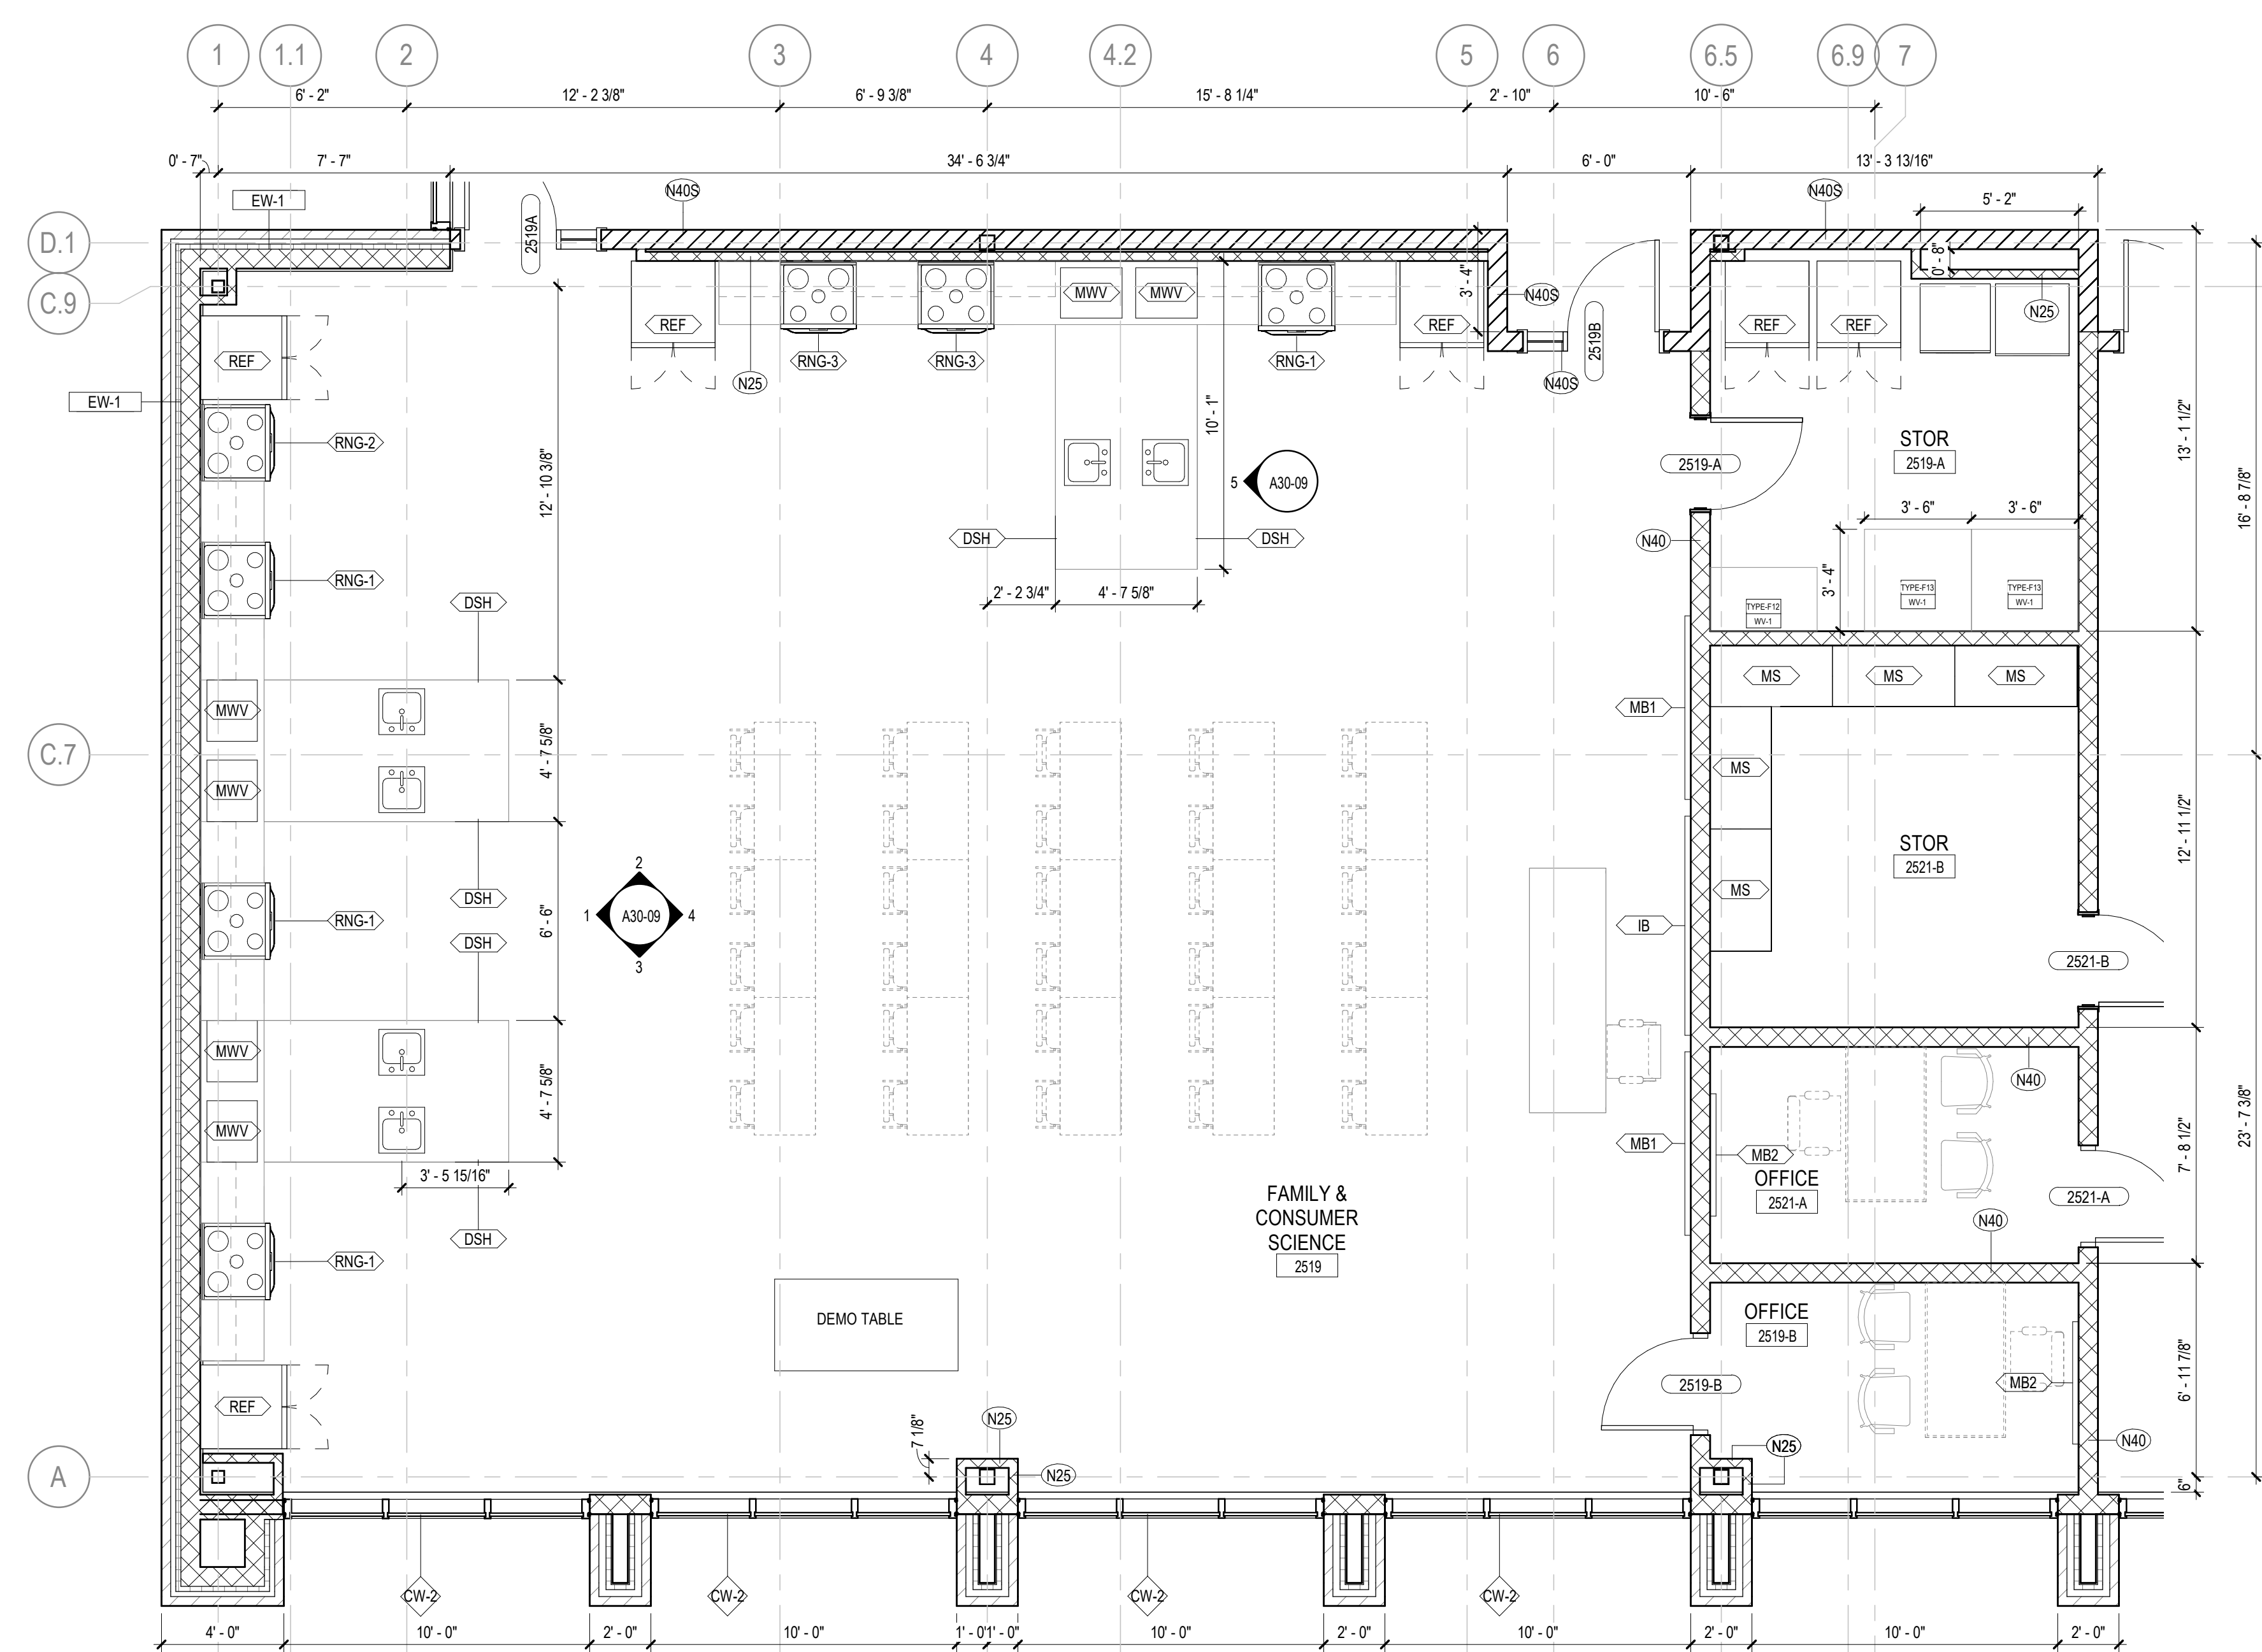 1 1.1 2 3 4 4.2 5 6 6.5 6.9 7
6' - 2" 12' - 2 3/8" 6' - 9 3/8" 15' - 8 1/4" 2' - 10" 10' - 6"
0' - 7" 7' - 7" 34' - 6 3/4" 6' - 0" 13' - 3 13/16"
EW-1 2519A N40S N40S 5' - 2"
D.1
C.9
0' - 8"
3' - 4"
MWV MWV N40S
N25
REF REF REF REF
REF RNG-3 RNG-3 RNG-1 2519B
N25 N40S
EW-1
10' - 1"
13' - 1 1/2"
RNG-2
STOR
2519-A 2519-A
12' - 10 3/8"
5 A30-09
16' - 8 7/8"
3' - 6" 3' - 6"
DSH DSH N40
RNG-1
3' - 4"
2' - 2 3/4" 4' - 7 5/8"
TYPE-F12
WV-1
TYPE-F13
WV-1
TYPE-F13
WV-1
DSH
MS MS MS
MWV MB1
C.7
4' - 7 5/8"
MS
MWV
STOR
2521-B
12' - 11 1/2"
2
1 A30-09 4
3
DSH
MS
RNG-1
6' - 6"
IB
DSH
2521-B
MWV
N40
4' - 7 5/8"
MWV
MB1
MB2
7' - 8 1/2"
23' - 7 3/8"
3' - 5 15/16"
OFFICE
2521-A 2521-A
FAMILY &
CONSUMER
SCIENCE
2519
N40
DSH
RNG-1
DEMO TABLE
OFFICE
2519-B
2519-B
MB2
6' - 11 7/8"
REF
7 1/8"
N25
N25
N25
N40
A
6"
CW-2 CW-2 CW-2 CW-2
4' - 0" 10' - 0" 2' - 0" 10' - 0" 1' - 0" 1' - 0" 10' - 0" 2' - 0" 10' - 0" 2' - 0" 10' - 0" 2' - 0"